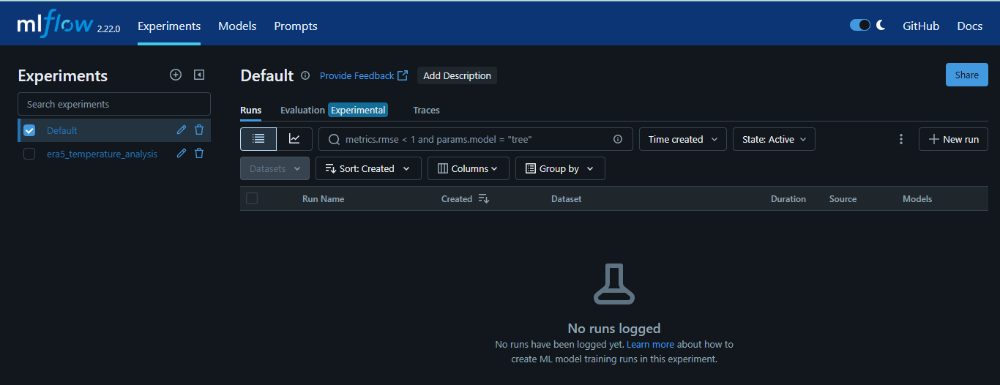 mlflow 2.22.0 Experiments Models Prompts GitHub Docs
Experiments
Search experiments
Default
era5_temperature_analysis
Default Provide Feedback Add Description Share
Runs Evaluation Experimental Traces
metrics.rmse < 1 and params.model = "tree" Time created State: Active New run
Datasets Sort: Created Columns Group by
Run Name Created Dataset Duration Source Models
No runs logged
No runs have been logged yet. Learn more about how to
create ML model training runs in this experiment.